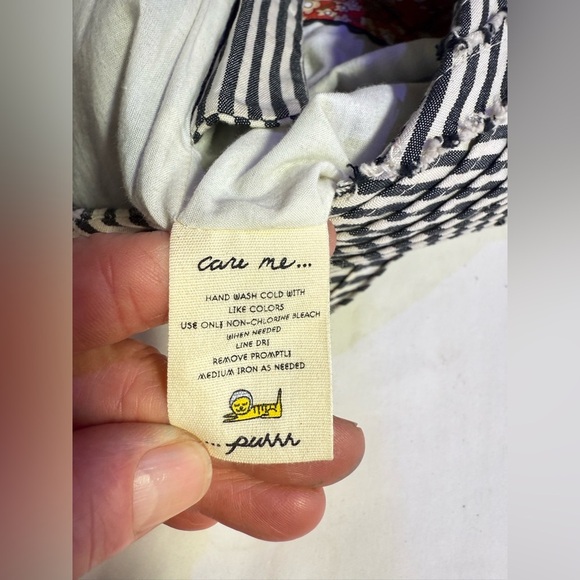 care me...
HAND WASH COLD WITH
LIKE COLORS
USE ONLY NON-CHLORINE BLEACH
WHEN NEEDED
LINE DRY
REMOVE PROMPTLY
MEDIUM IRON AS NEEDED
.... purrr